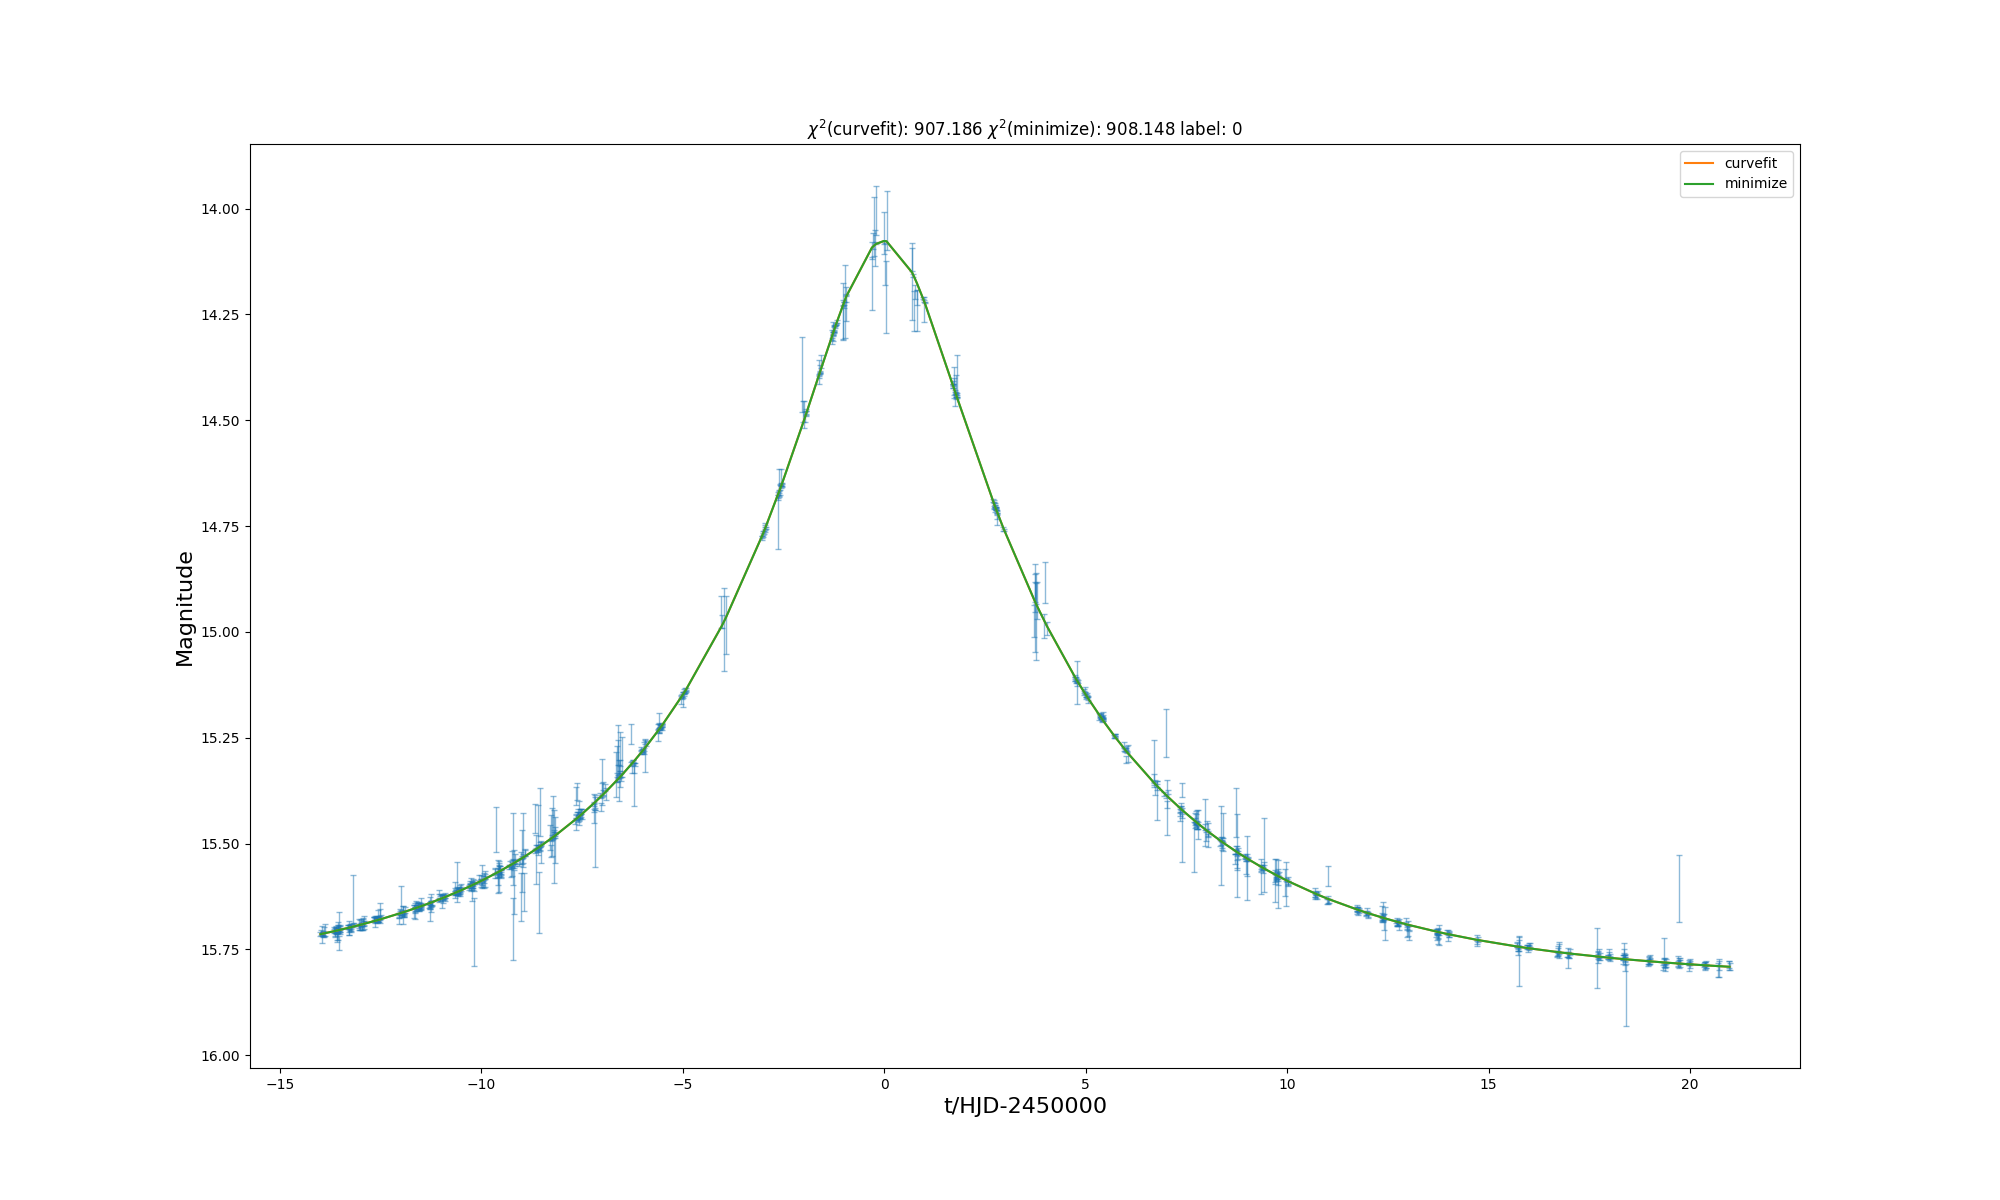 χ²(curvefit): 907.186 χ²(minimize): 908.148 label: 0
curvefit
minimize
14.00
14.25
14.50
14.75
15.00
15.25
15.50
15.75
16.00
Magnitude
−15 −10 −5 0 5 10 15 20
t/HJD-2450000